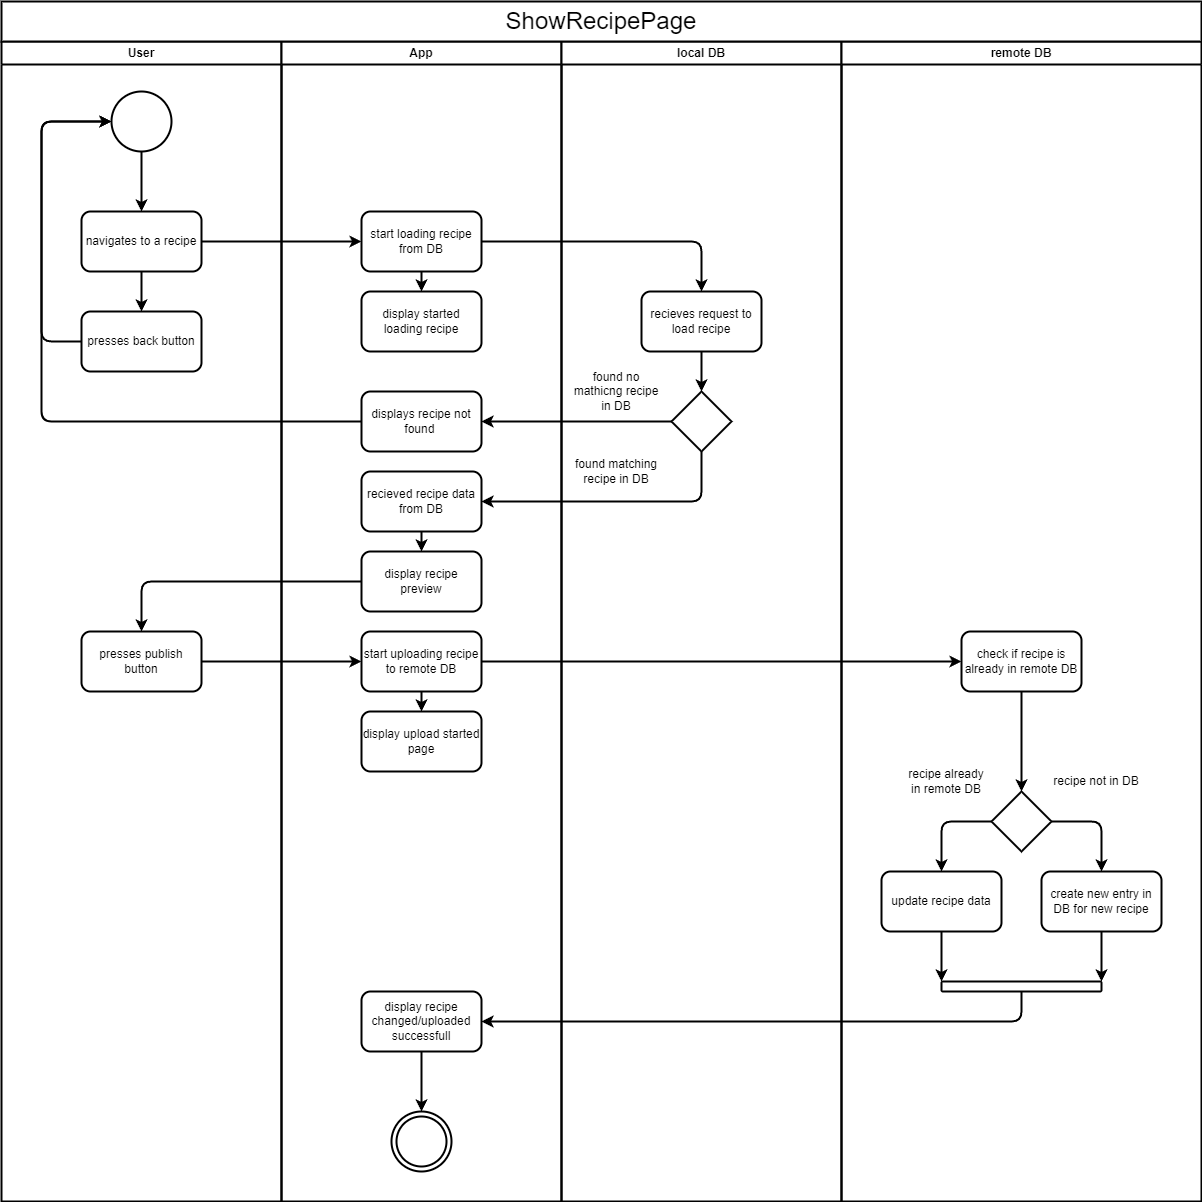 ShowRecipePage
User
App
local DB
remote DB
navigates to a recipe
start loading recipe
from DB
display started
loading recipe
recieves request to
load recipe
presses back button
found no
mathicng recipe
in DB
displays recipe not
found
found matching
recipe in DB
recieved recipe data
from DB
display recipe
preview
presses publish
button
start uploading recipe
to remote DB
check if recipe is
already in remote DB
display upload started
page
recipe already
in remote DB
recipe not in DB
update recipe data
create new entry in
DB for new recipe
display recipe
changed/uploaded
successfull